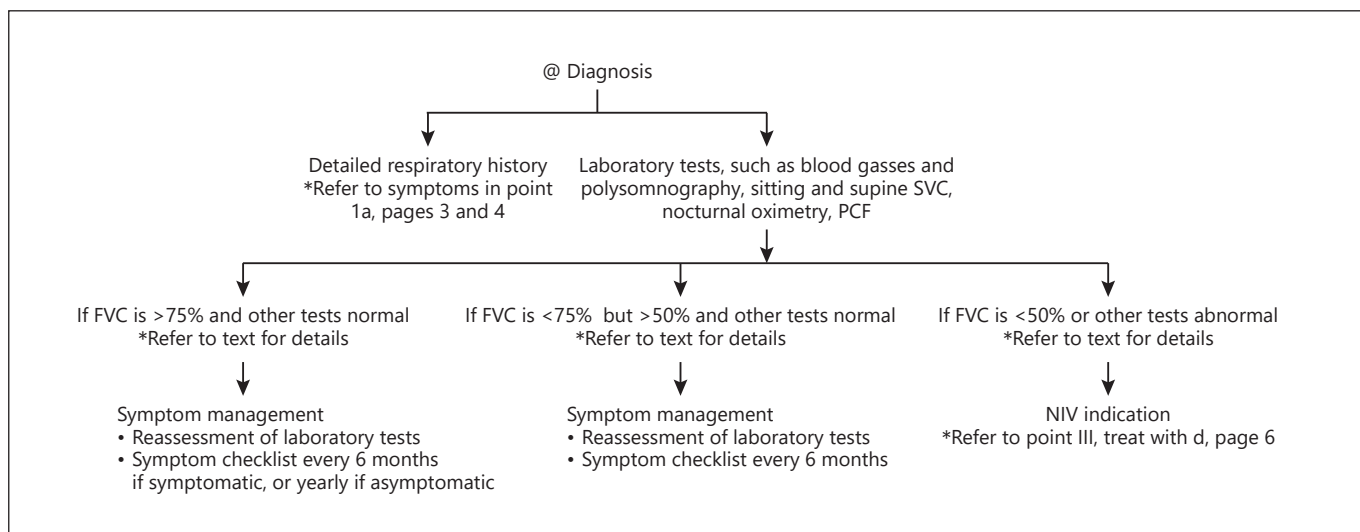 @ Diagnosis
Detailed respiratory history
*Refer to symptoms in point
1a, pages 3 and 4
Laboratory tests, such as blood gasses and
polysomnography, sitting and supine SVC,
nocturnal oximetry, PCF
If FVC is >75% and other tests normal
*Refer to text for details
If FVC is <75% but >50% and other tests normal
*Refer to text for details
If FVC is <50% or other tests abnormal
*Refer to text for details
Symptom management
• Reassessment of laboratory tests
• Symptom checklist every 6 months
if symptomatic, or yearly if asymptomatic
Symptom management
• Reassessment of laboratory tests
• Symptom checklist every 6 months
NIV indication
*Refer to point III, treat with d, page 6